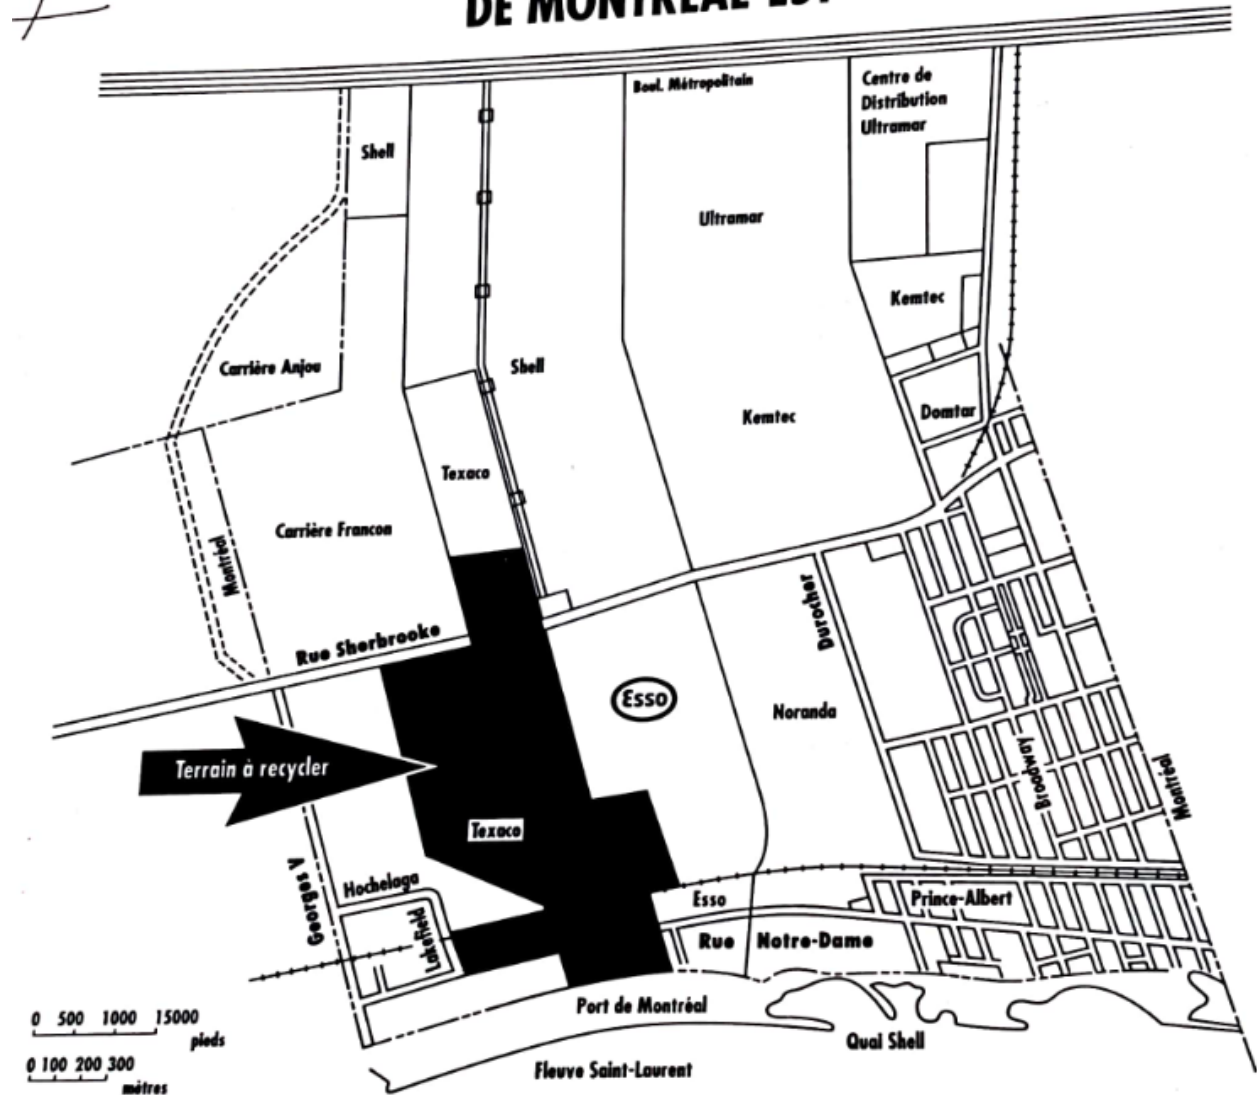 DE MONTRÉAL-EST
Boul. Métropolitain
Centre de
Distribution
Ultramar
Shell
Ultramar
Kemtec
Carrière Anjou
Shell
Domtar
Kemtec
Texaco
Carrière Francon
Montréal
Durocher
Rue Sherbrooke
Esso
Noranda
Terrain à recycler
Broadway
Montréal
Texaco
Georges V
Hochelaga
Lakefield
Esso
Prince-Albert
Rue Notre-Dame
Port de Montréal
Quai Shell
Fleuve Saint-Laurent
0 500 1000 15000
pieds
0 100 200 300
mètres